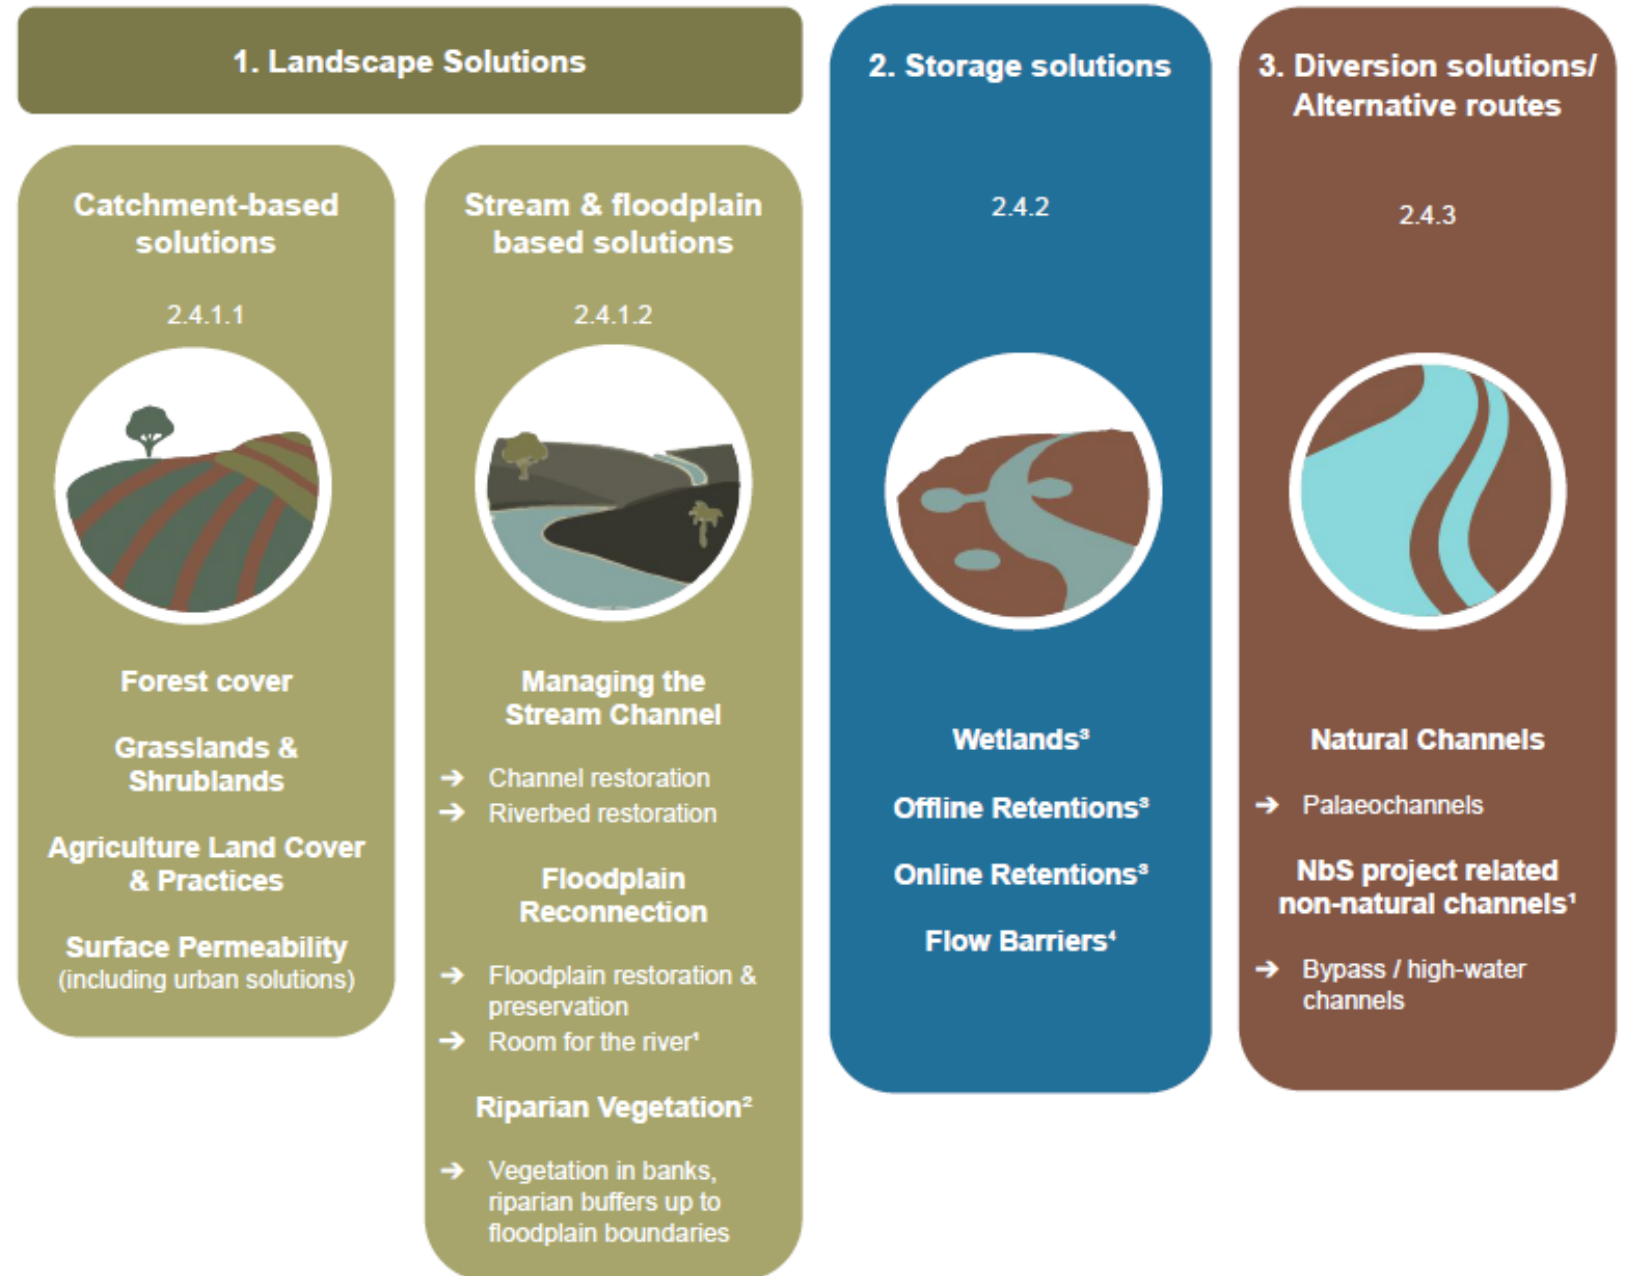 1. Landscape Solutions
Catchment-based
solutions
2.4.1.1
Forest cover
Grasslands &
Shrublands
Agriculture Land Cover
& Practices
Surface Permeability
(including urban solutions)
Stream & floodplain
based solutions
2.4.1.2
Managing the
Stream Channel
➔ Channel restoration
➔ Riverbed restoration
Floodplain
Reconnection
➔ Floodplain restoration &
preservation
➔ Room for the river¹
Riparian Vegetation²
➔ Vegetation in banks,
riparian buffers up to
floodplain boundaries
2. Storage solutions
2.4.2
Wetlands³
Offline Retentions³
Online Retentions³
Flow Barriers⁴
3. Diversion solutions/
Alternative routes
2.4.3
Natural Channels
➔ Palaeochannels
NbS project related
non-natural channels¹
➔ Bypass / high-water
channels